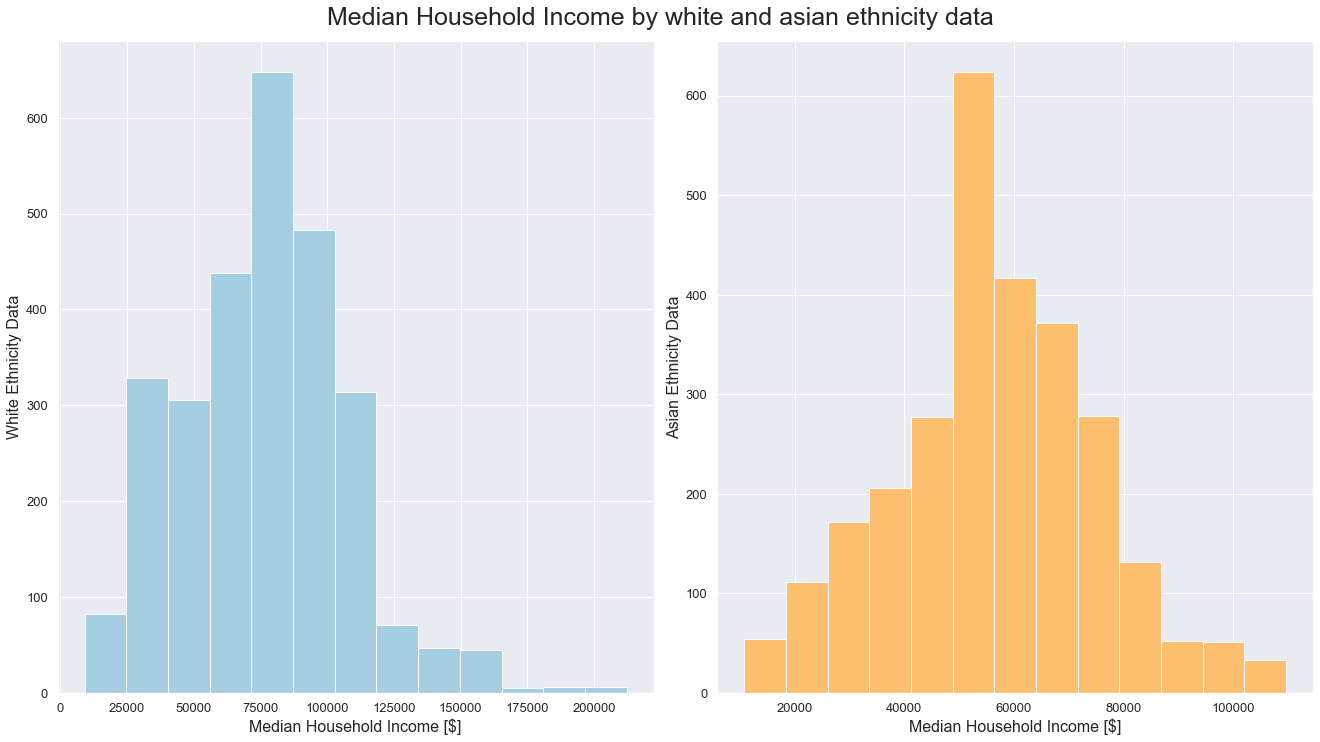 Median Household Income by white and asian ethnicity data
White Ethnicity Data
600
500
400
300
200
100
0
0 25000 50000 75000 100000 125000 150000 175000 200000
Median Household Income [$]
Asian Ethnicity Data
600
500
400
300
200
100
0
20000 40000 60000 80000 100000
Median Household Income [$]